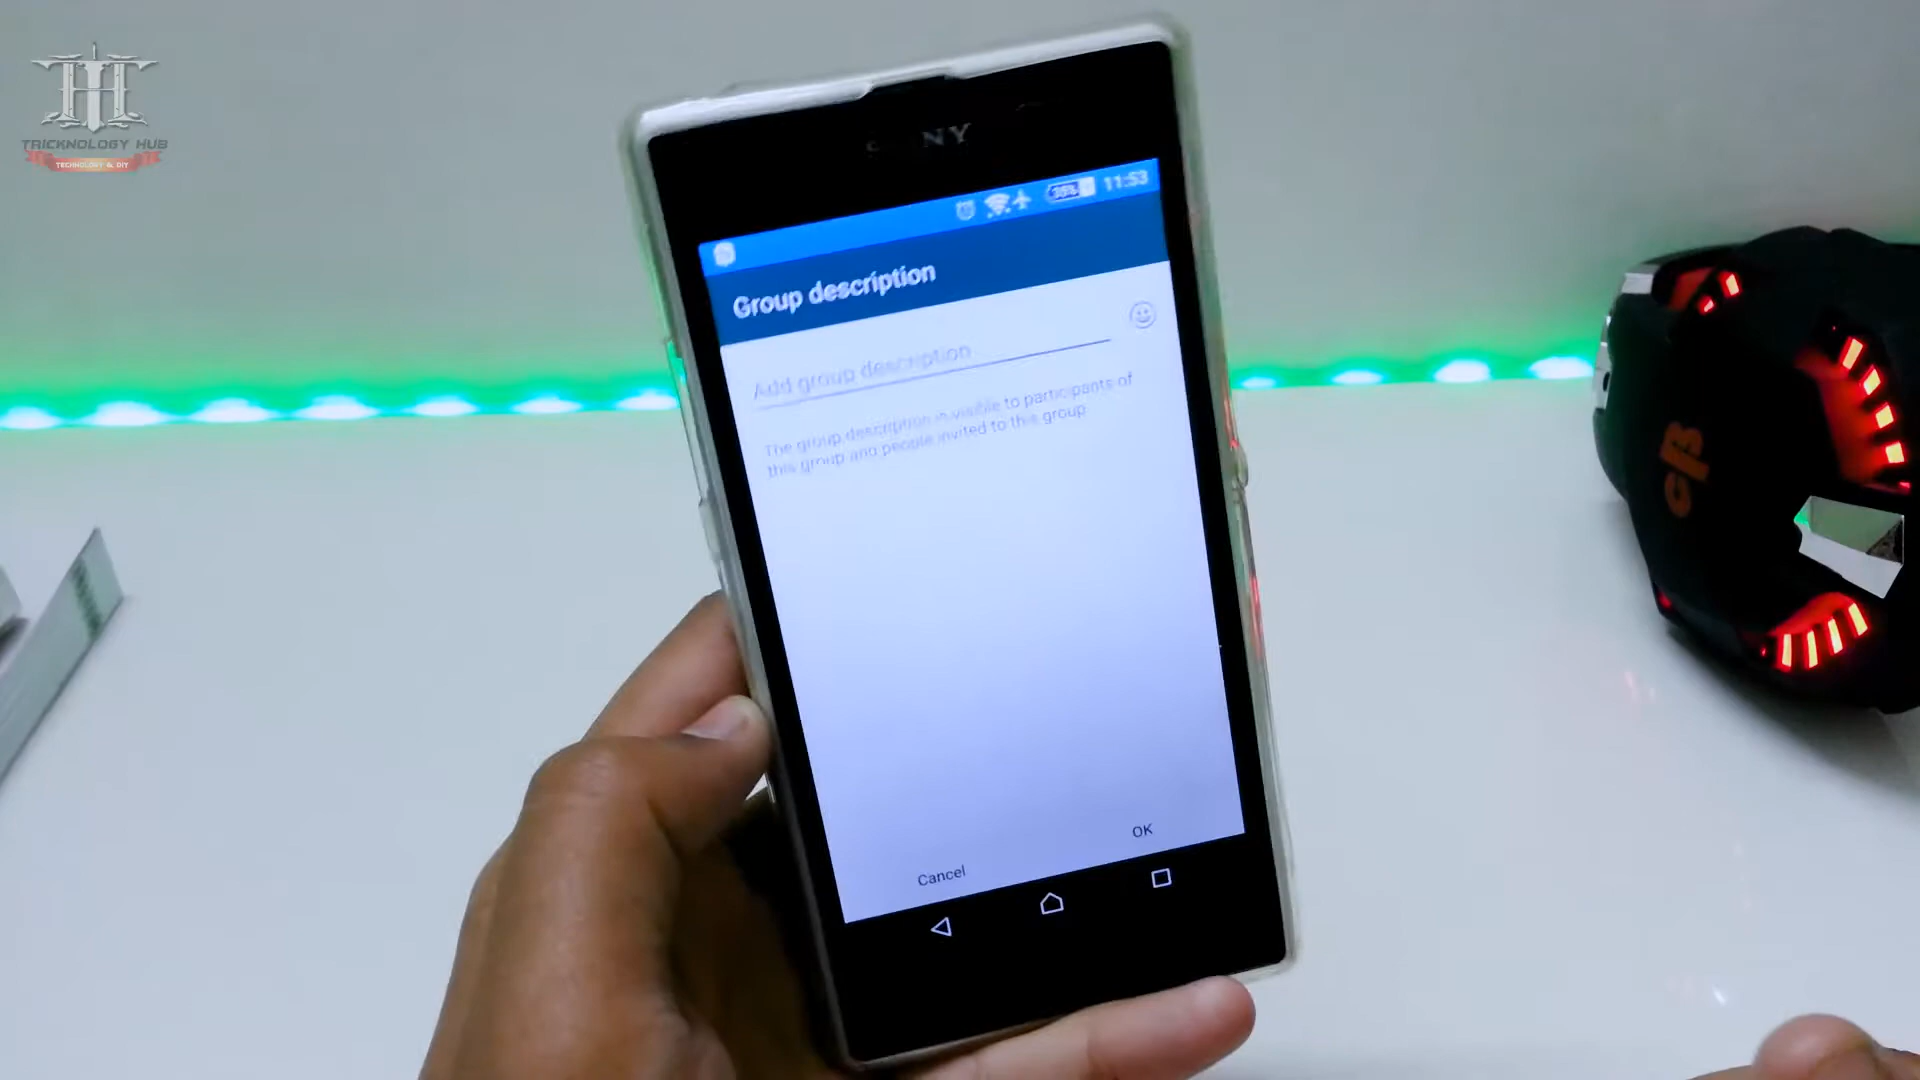 TRICKNOLOGY HUB
TECHNOLOGY & DIY
SONY
35% 11:53
Group description
Add group description
The group description is visible to participants of
this group and people invited to this group
Cancel
OK